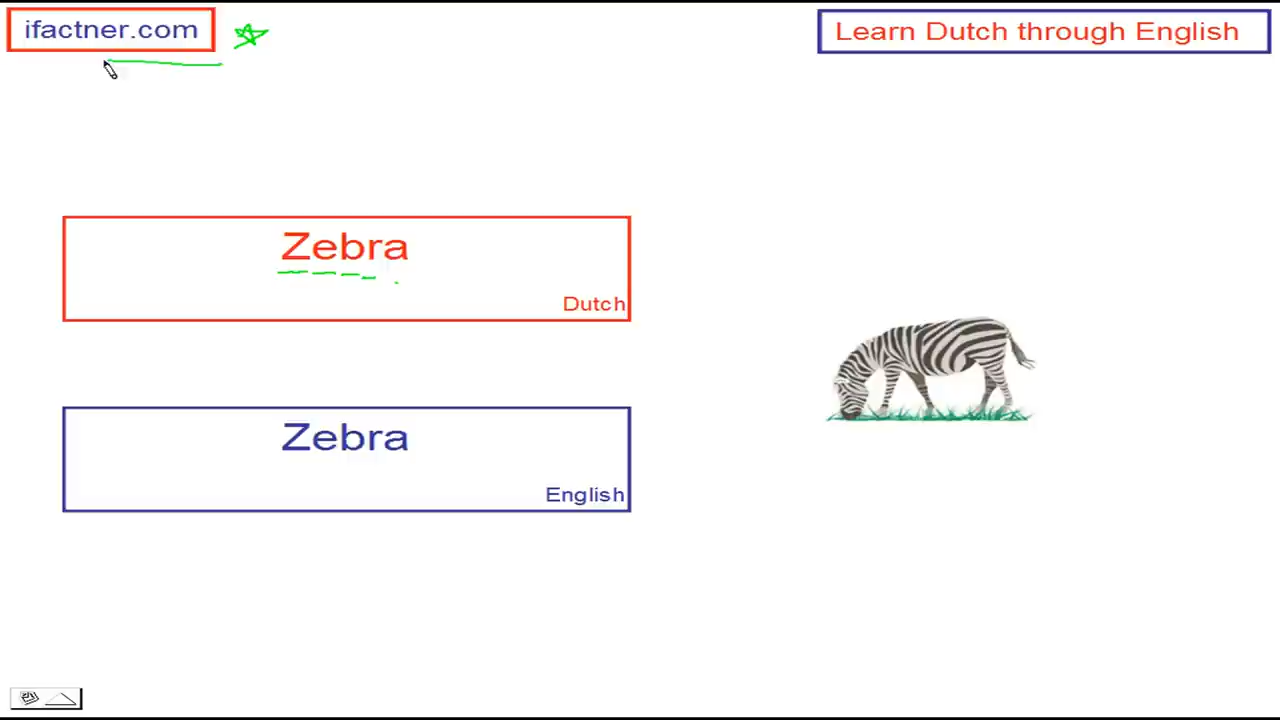 ifactner.com
Learn Dutch through English
Zebra
Dutch
Zebra
English